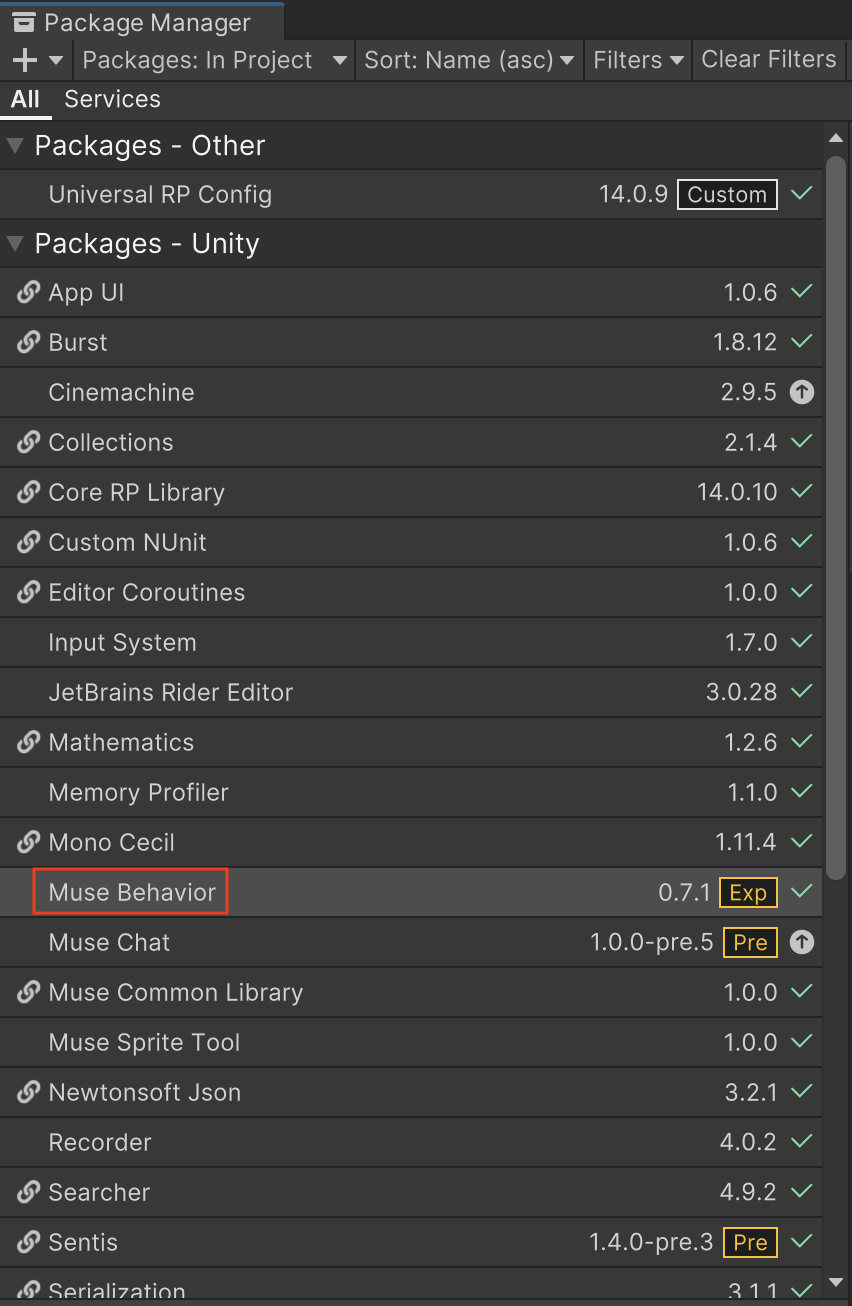 Package Manager
Packages: In Project Sort: Name (asc) Filters Clear Filters
All Services
Packages - Other
Universal RP Config 14.0.9 Custom
Packages - Unity
App UI 1.0.6
Burst 1.8.12
Cinemachine 2.9.5
Collections 2.1.4
Core RP Library 14.0.10
Custom NUnit 1.0.6
Editor Coroutines 1.0.0
Input System 1.7.0
JetBrains Rider Editor 3.0.28
Mathematics 1.2.6
Memory Profiler 1.1.0
Mono Cecil 1.11.4
Muse Behavior 0.7.1 Exp
Muse Chat 1.0.0-pre.5 Pre
Muse Common Library 1.0.0
Muse Sprite Tool 1.0.0
Newtonsoft Json 3.2.1
Recorder 4.0.2
Searcher 4.9.2
Sentis 1.4.0-pre.3 Pre
Serialization 3.1.1